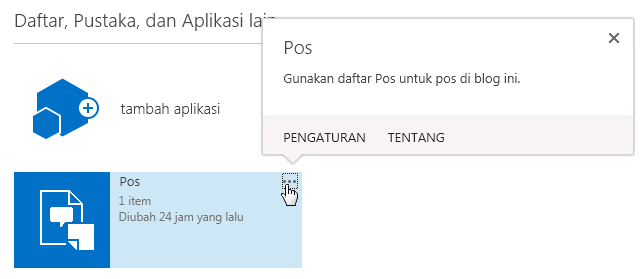 Daftar, Pustaka, dan Aplikasi lain
Pos
Gunakan daftar Pos untuk pos di blog ini.
PENGATURAN TENTANG
tambah aplikasi
Pos
1 item
Diubah 24 jam yang lalu